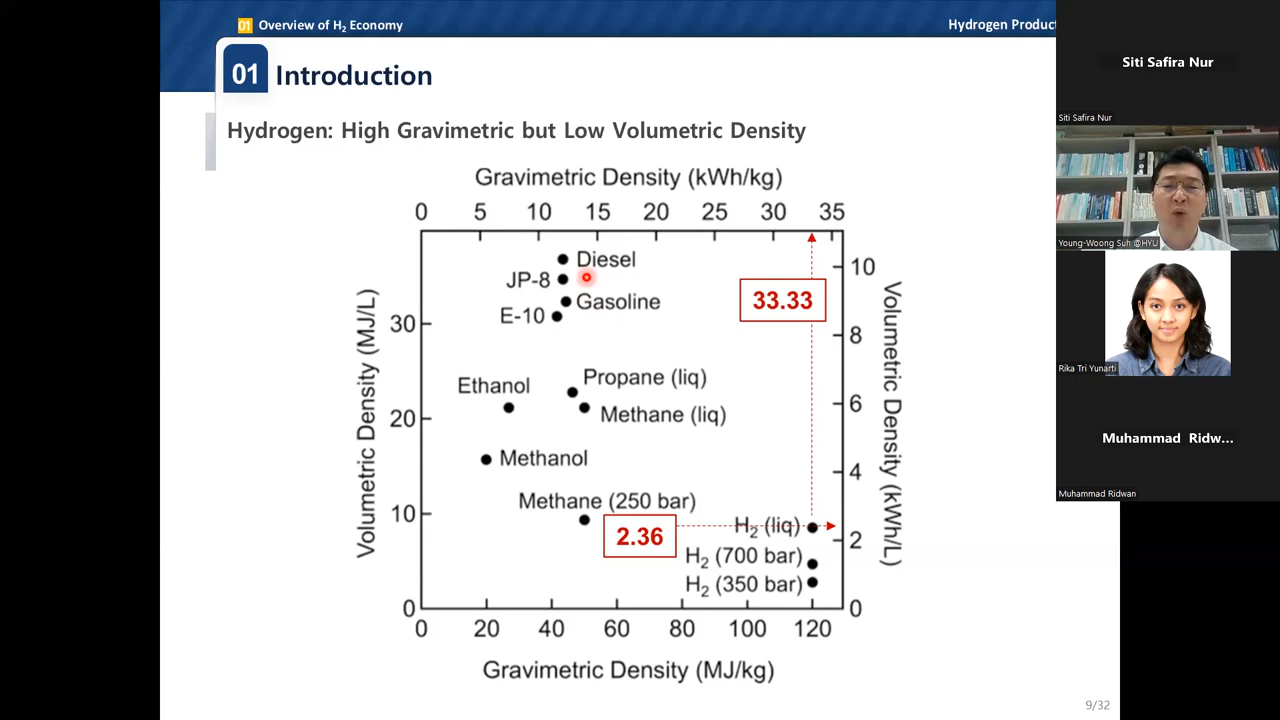 01 Overview of H₂ Economy
Hydrogen Produc
01 Introduction
Hydrogen: High Gravimetric but Low Volumetric Density
Gravimetric Density (kWh/kg)
0 5 10 15 20 25 30 35
Volumetric Density (MJ/L)
30
20
10
0
Diesel
JP-8
Gasoline
E-10
Propane (liq)
Ethanol
Methane (liq)
Methanol
Methane (250 bar)
33.33
2.36
H₂ (liq)
H₂ (700 bar)
H₂ (350 bar)
10
8
6
4
2
0
Volumetric Density (kWh/L)
0 20 40 60 80 100 120
Gravimetric Density (MJ/kg)
9/32
Siti Safira Nur
Siti Safira Nur
Young-Woong Suh @HYU
Rika Tri Yunarti
Muhammad Ridw...
Muhammad Ridwan